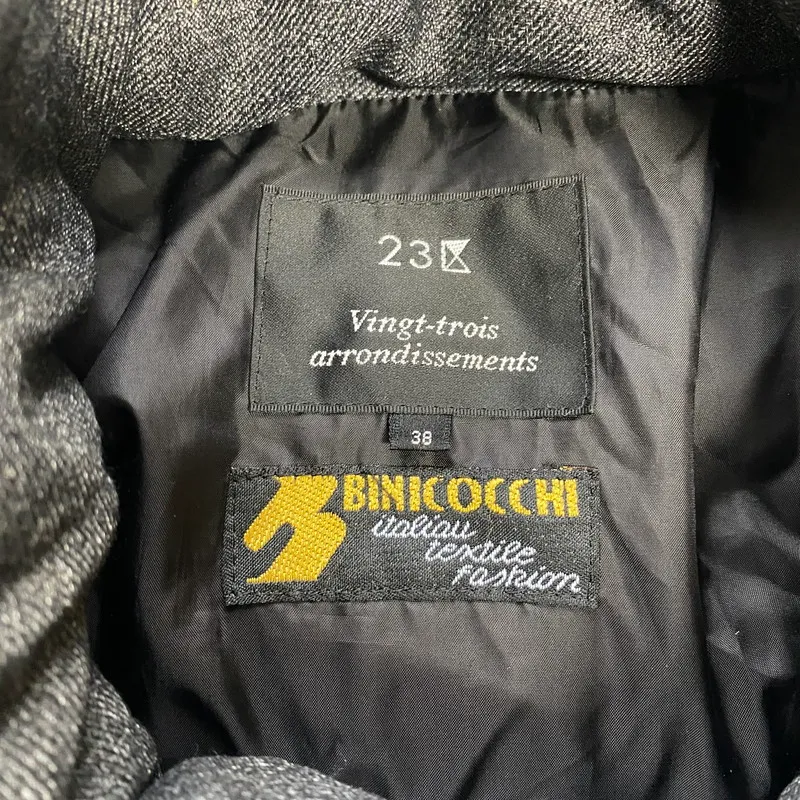 23区
Vingt-trois
arrondissements
38
BINICOCCHI
italian
textile
fashion